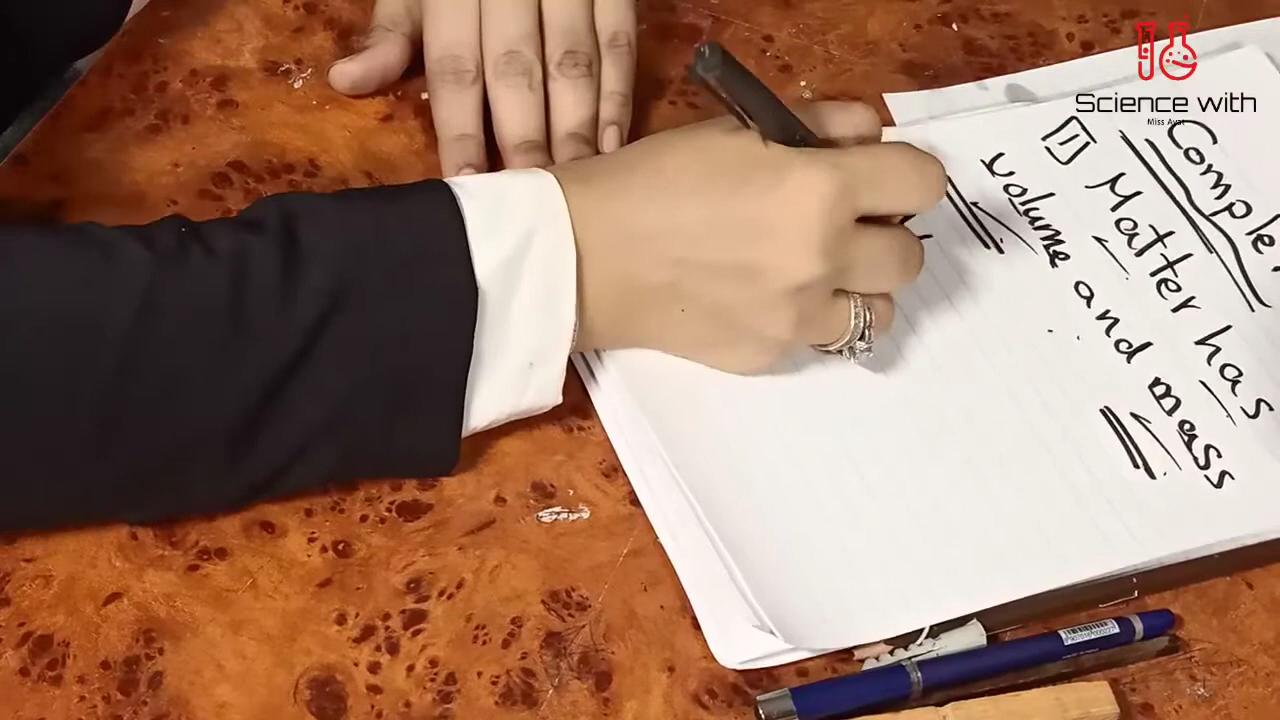 Science with
Miss Ayat
Comple
1 Matter has
volume and mass